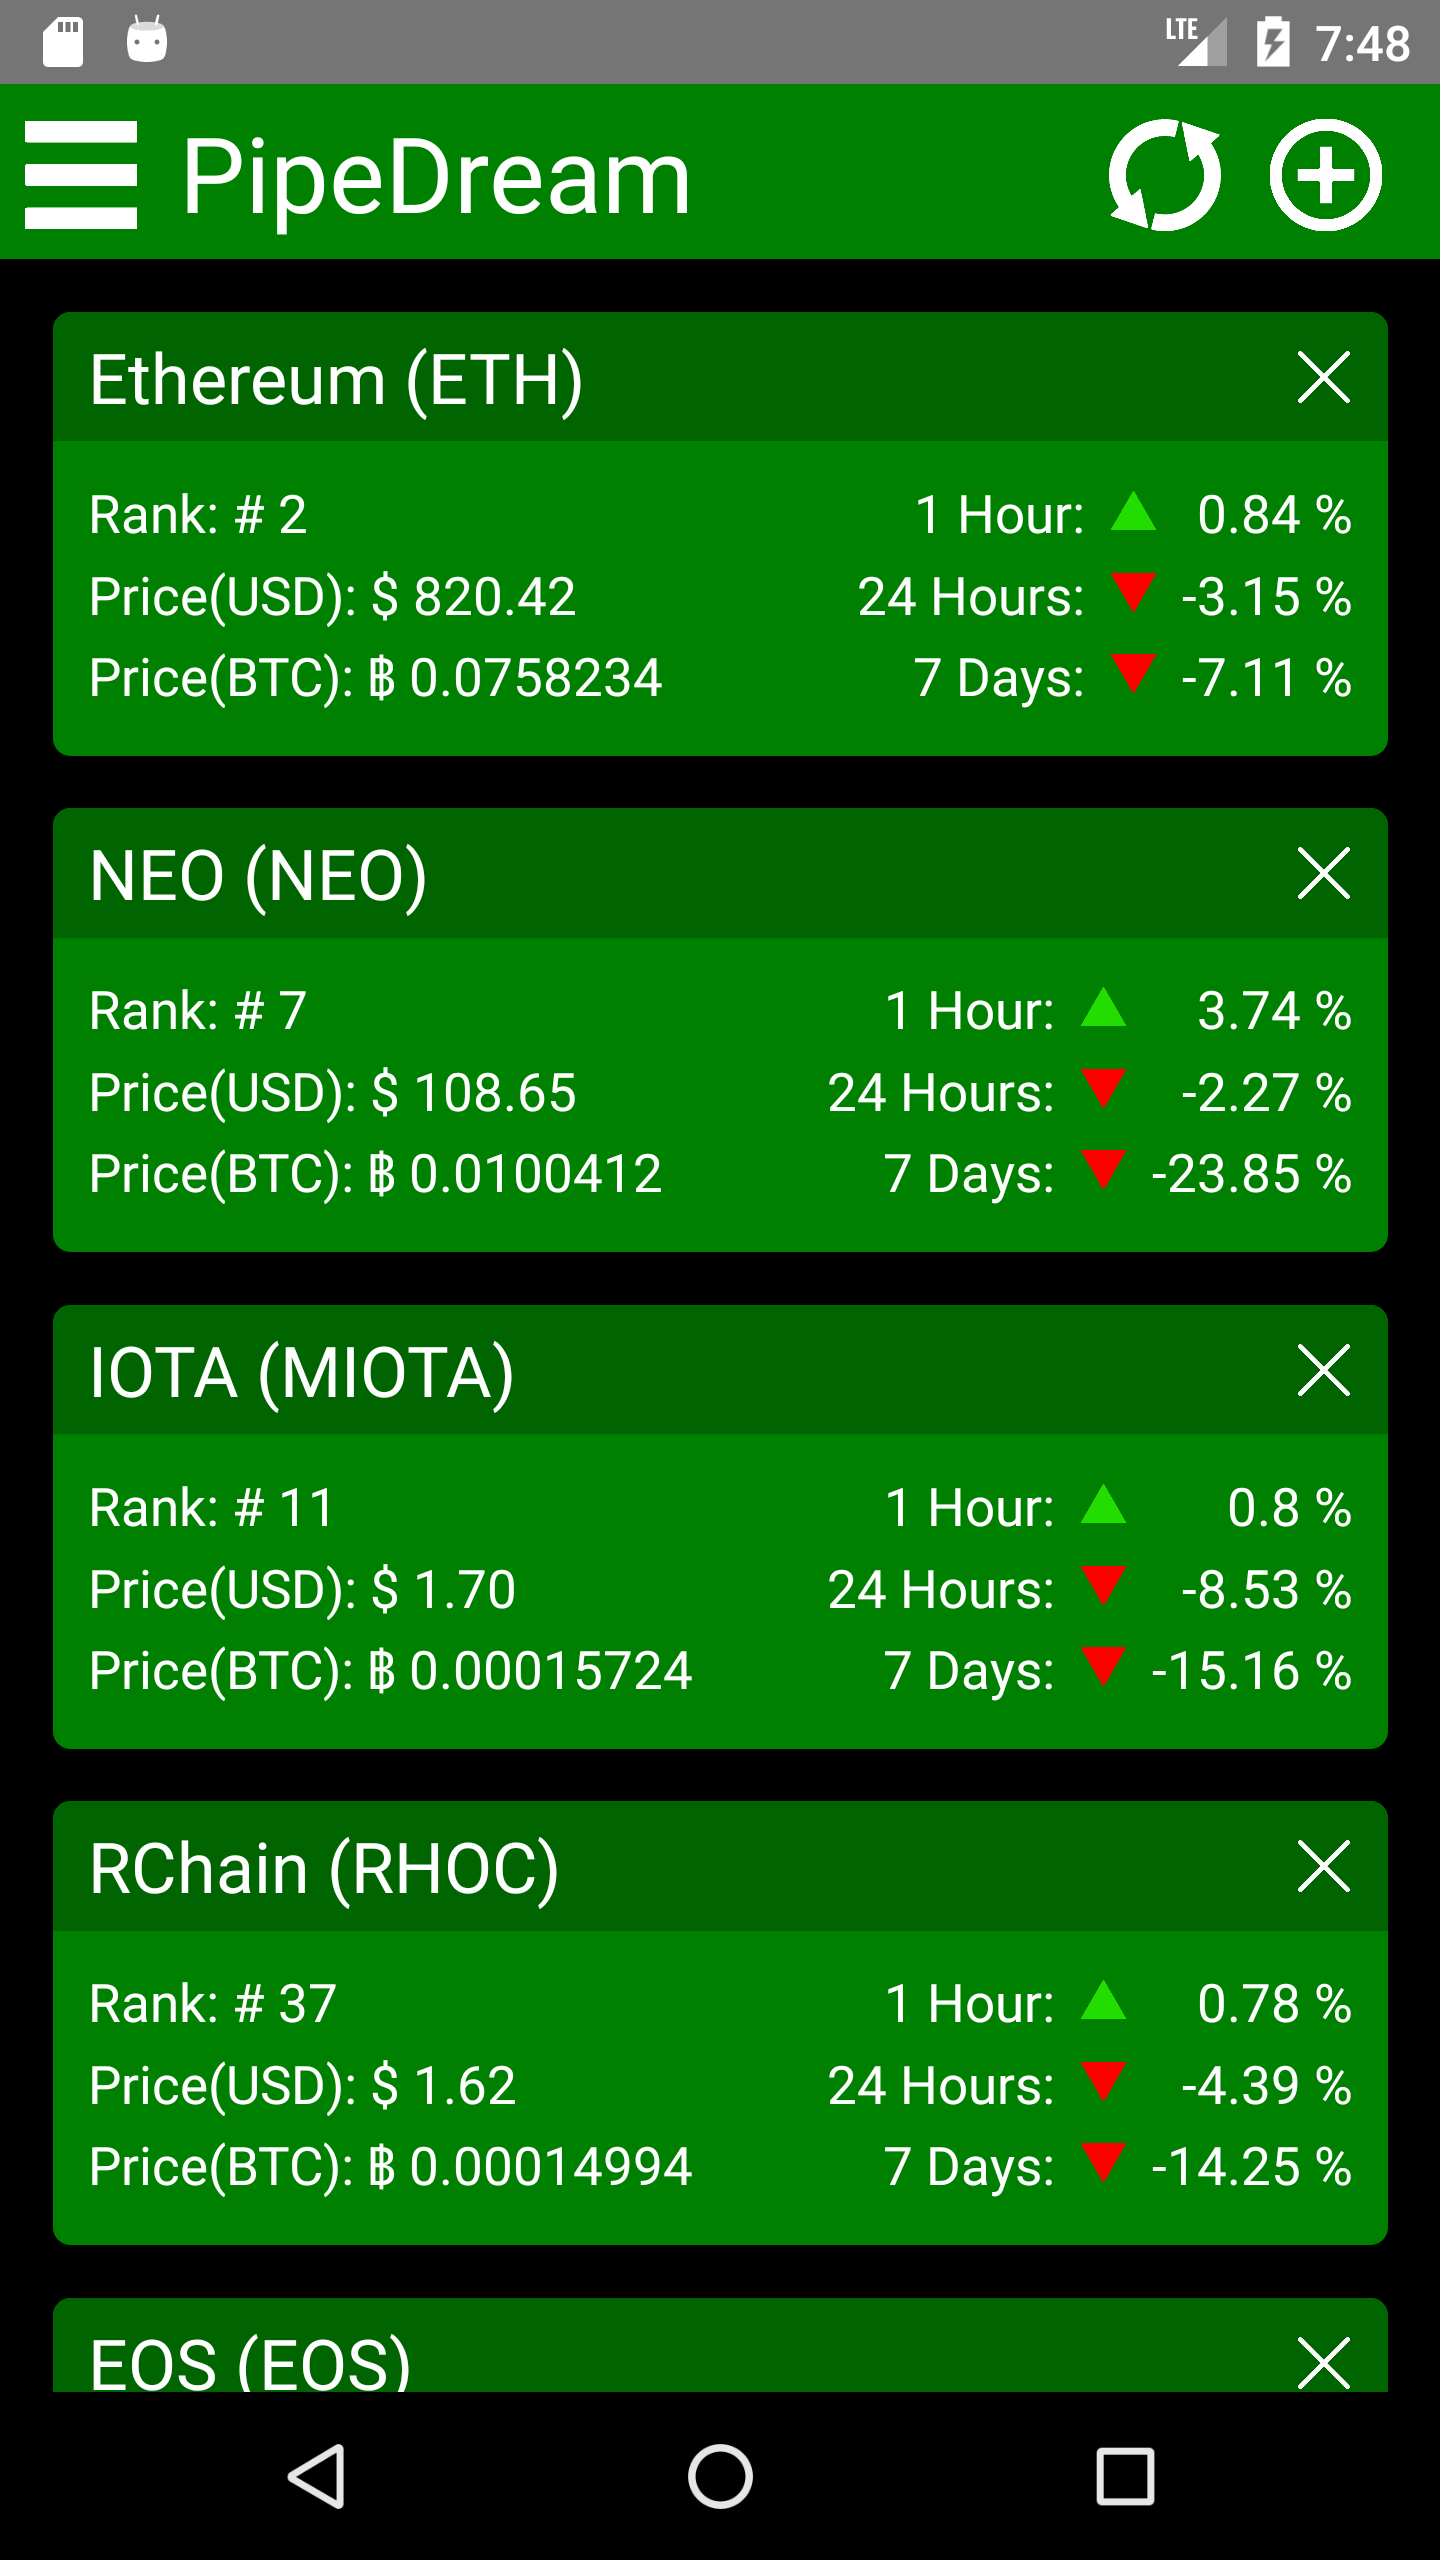 LTE 7:48
PipeDream
Ethereum (ETH)
Rank: # 2 1 Hour: 0.84 %
Price(USD): $ 820.42 24 Hours: -3.15 %
Price(BTC): ฿ 0.0758234 7 Days: -7.11 %
NEO (NEO)
Rank: # 7 1 Hour: 3.74 %
Price(USD): $ 108.65 24 Hours: -2.27 %
Price(BTC): ฿ 0.0100412 7 Days: -23.85 %
IOTA (MIOTA)
Rank: # 11 1 Hour: 0.8 %
Price(USD): $ 1.70 24 Hours: -8.53 %
Price(BTC): ฿ 0.00015724 7 Days: -15.16 %
RChain (RHOC)
Rank: # 37 1 Hour: 0.78 %
Price(USD): $ 1.62 24 Hours: -4.39 %
Price(BTC): ฿ 0.00014994 7 Days: -14.25 %
EOS (EOS)